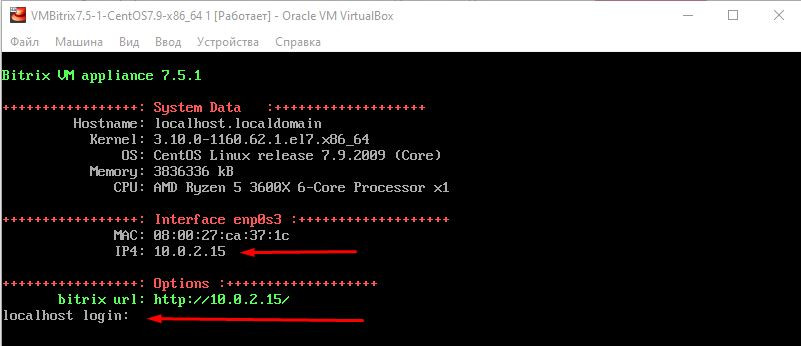 VMBitrix7.5-1-CentOS7.9-x86_64 1 [Работает] - Oracle VM VirtualBox
Файл Машина Вид Ввод Устройства Справка
Bitrix VM appliance 7.5.1
+++++++++++++++++: System Data :+++++++++++++++++++
Hostname: localhost.localdomain
Kernel: 3.10.0-1160.62.1.el7.x86_64
OS: CentOS Linux release 7.9.2009 (Core)
Memory: 3836336 kB
CPU: AMD Ryzen 5 3600X 6-Core Processor x1
+++++++++++++++++: Interface enp0s3 :+++++++++++++++++++
MAC: 08:00:27:ca:37:1c
IP4: 10.0.2.15
+++++++++++++++++: Options :+++++++++++++++++++
bitrix url: http://10.0.2.15/
localhost login: